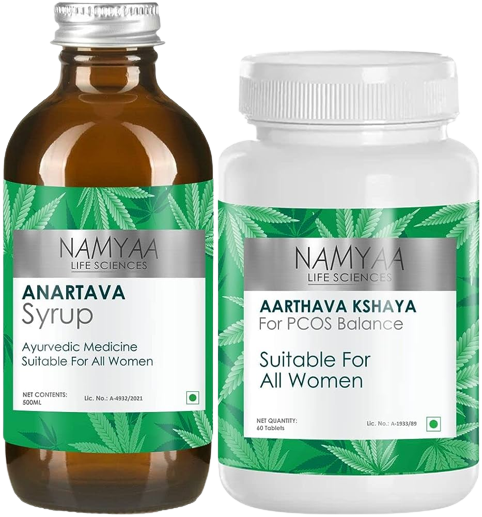 NAMYAA
LIFE SCIENCES
ANARTAVA
Syrup
Ayurvedic Medicine
Suitable For All Women
NET CONTENTS:
500ML
Lic. No.: A-4932/2021
NAMYAA
LIFE SCIENCES
AARTHAVA KSHAYA
For PCOS Balance
Suitable For
All Women
NET QUANTITY:
60 Tablets
Lic. No.: A-1933/89